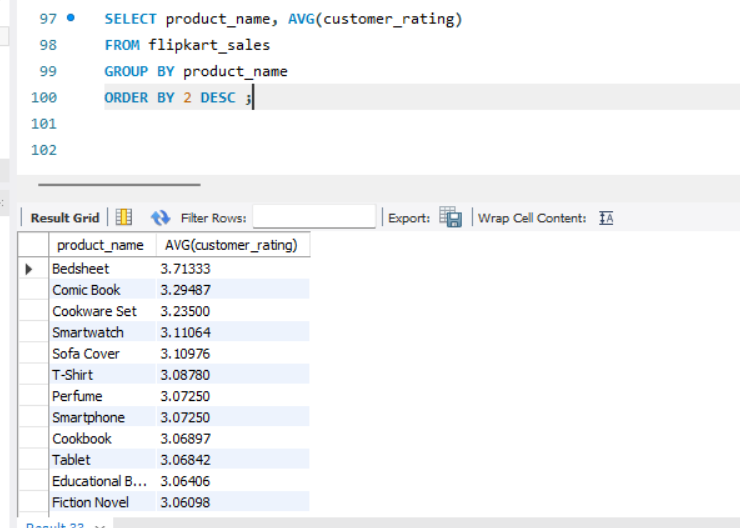 97 SELECT product_name, AVG(customer_rating)
98 FROM flipkart_sales
99 GROUP BY product_name
100 ORDER BY 2 DESC ;
101
102
Result Grid Filter Rows: Export: Wrap Cell Content:
product_name AVG(customer_rating)
Bedsheet 3.71333
Comic Book 3.29487
Cookware Set 3.23500
Smartwatch 3.11064
Sofa Cover 3.10976
T-Shirt 3.08780
Perfume 3.07250
Smartphone 3.07250
Cookbook 3.06897
Tablet 3.06842
Educational B... 3.06406
Fiction Novel 3.06098